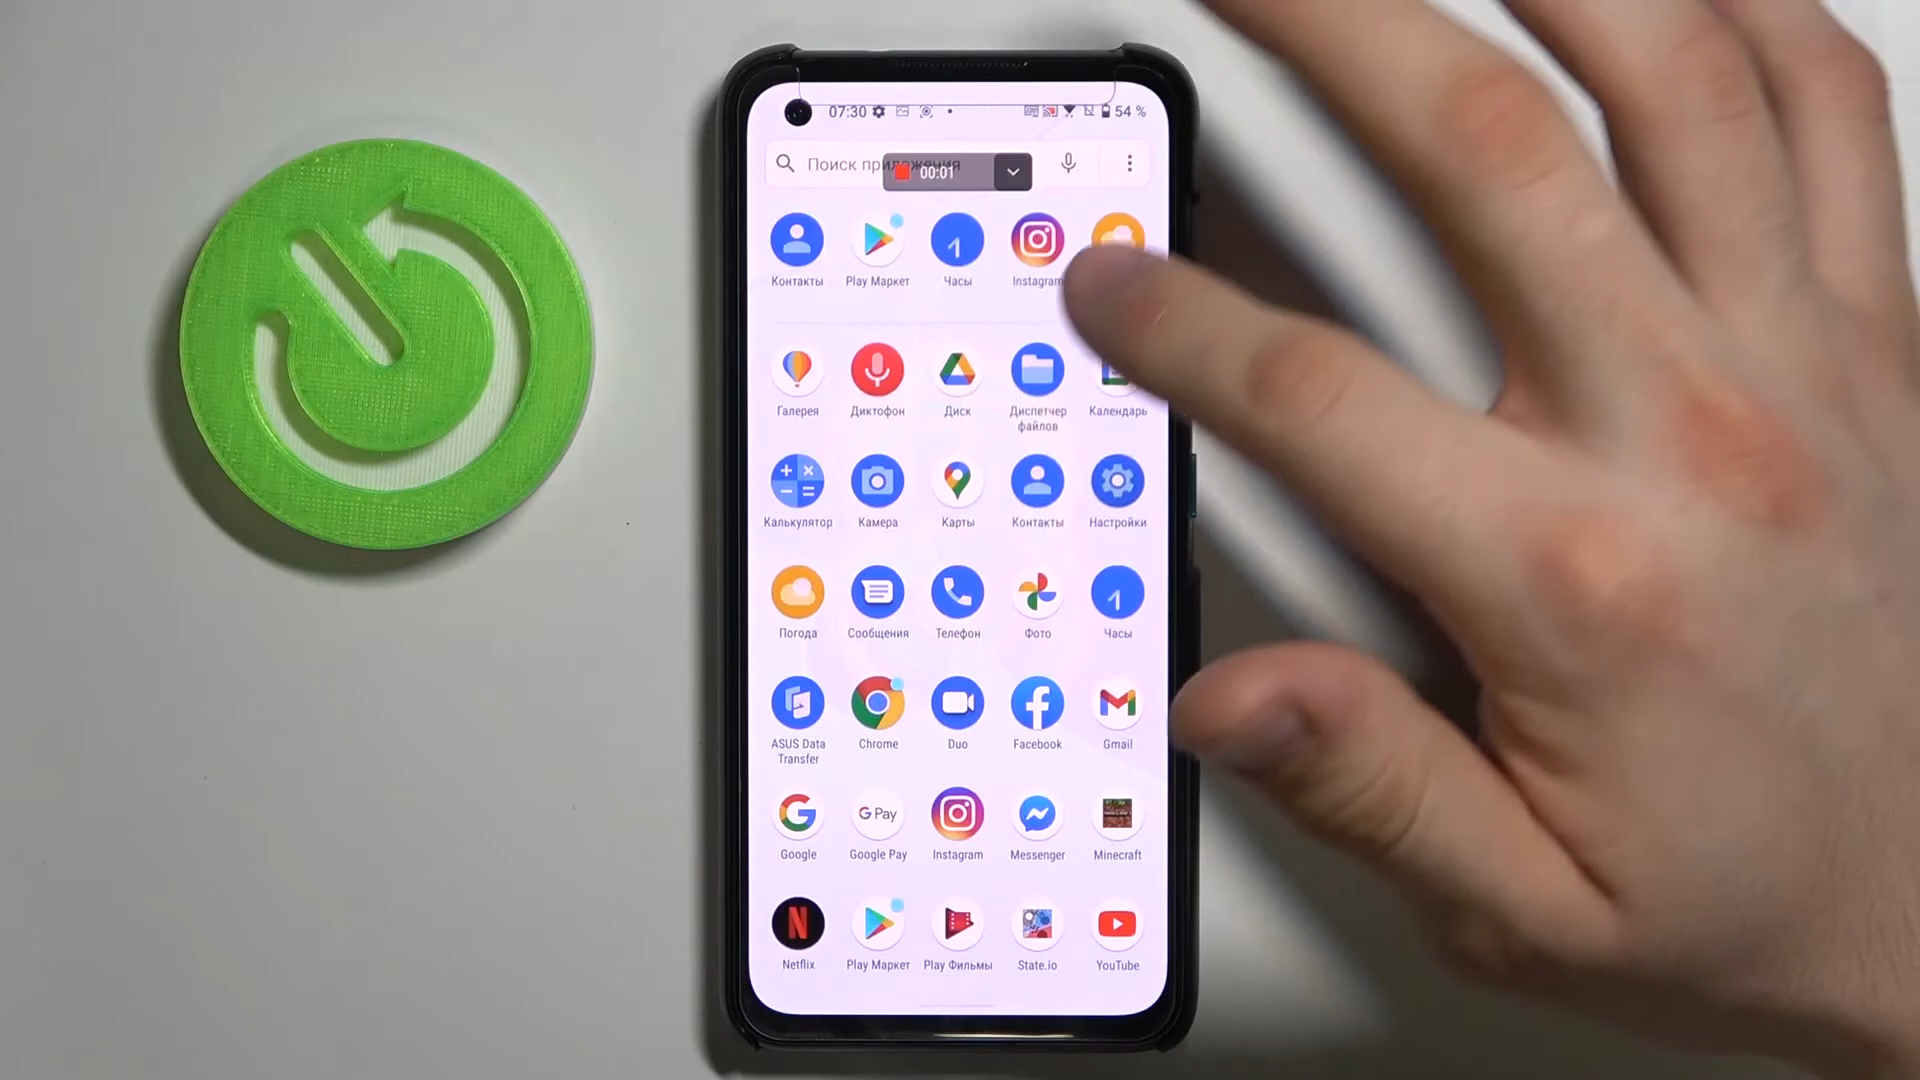 07:30 54 %
Поиск приложения
00:01
Контакты Play Маркет Часы Instagram
Галерея Диктофон Диск Диспетчер файлов Календарь
Калькулятор Камера Карты Контакты Настройки
Погода Сообщения Телефон Фото Часы
ASUS Data Transfer Chrome Duo Facebook Gmail
Google Google Pay Instagram Messenger Minecraft
Netflix Play Маркет Play Фильмы State.io YouTube
G Pay